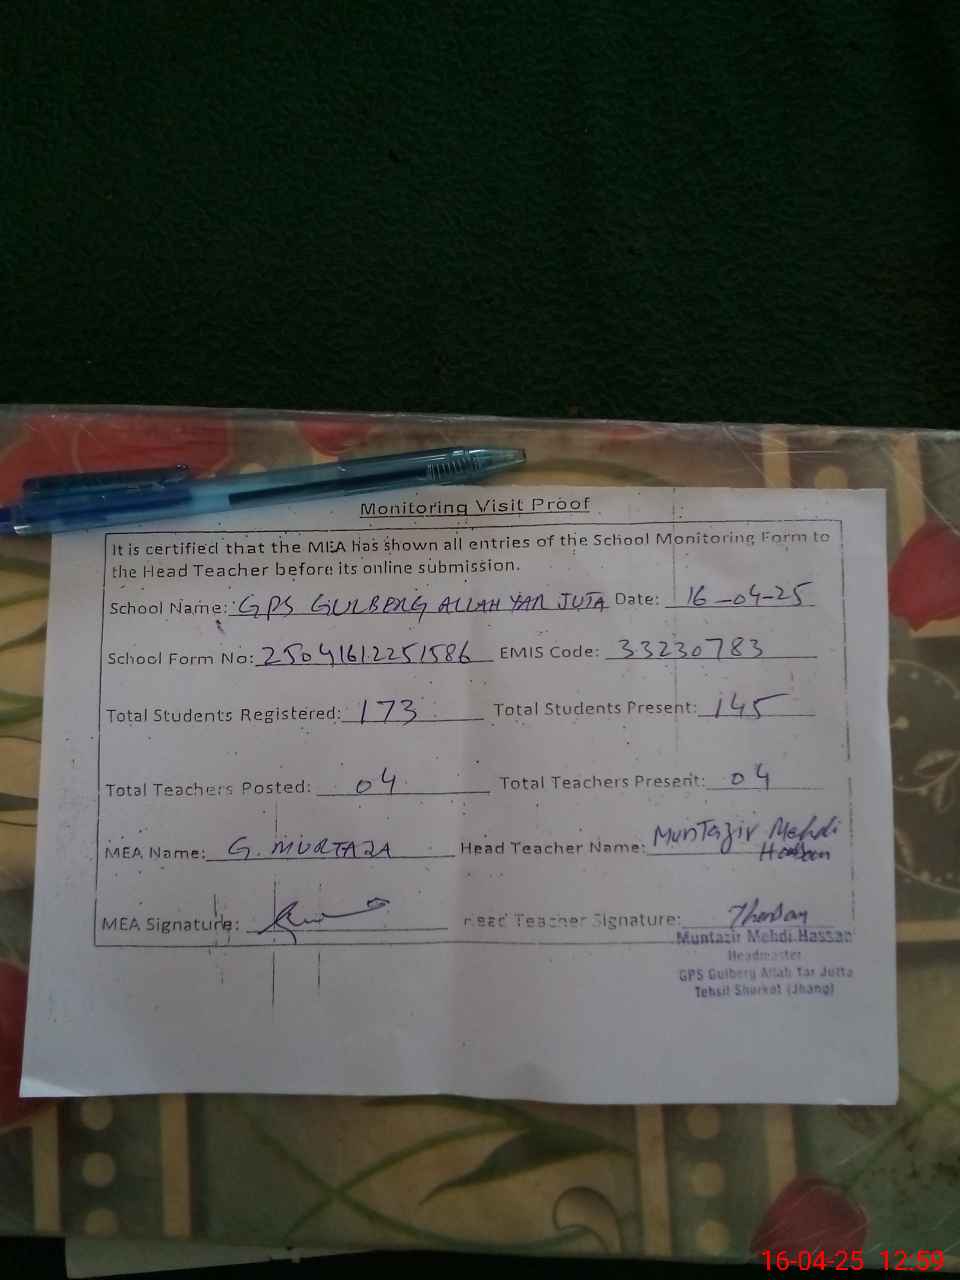 Monitoring Visit Proof
It is certified that the MEA has shown all entries of the School Monitoring Form to
the Head Teacher before its online submission.
School Name: GPS GULBERG ALLAH YAR JUTA Date: 16-04-25
School Form No: 25041612251586 EMIS Code: 33230783
Total Students Registered: 173 Total Students Present: 145
Total Teachers Posted: 04 Total Teachers Present: 04
MEA Name: G. MURTAZA Head Teacher Name: Muntazir Mehdi
Hassan
MEA Signature: Head Teacher Signature:
Muntazir Mehdi Hassan
Headmaster
GPS Gulberg Allah Yar Jutta
Tehsil Shorkot (Jhang)
16-04-25 12:59